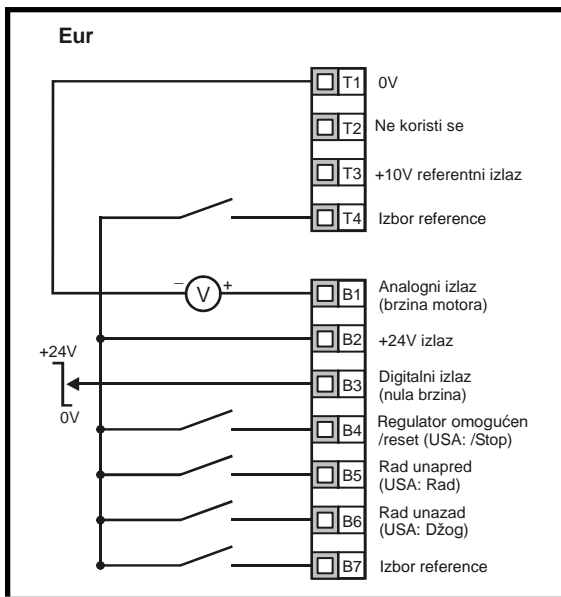 Eur
T1 0V
T2 Ne koristi se
T3 +10V referentni izlaz
T4 Izbor reference
− V +
B1 Analogni izlaz
(brzina motora)
B2 +24V izlaz
+24V
B3 Digitalni izlaz
(nula brzina)
0V
B4 Regulator omogućen
/reset (USA: /Stop)
B5 Rad unapred
(USA: Rad)
B6 Rad unazad
(USA: Džog)
B7 Izbor reference